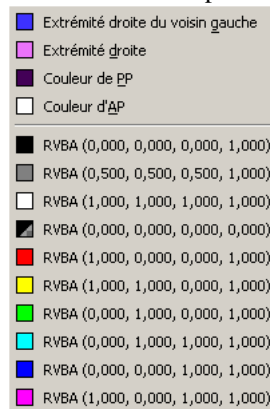 Extrémité droite du voisin gauche
Extrémité droite
Couleur de PP
Couleur d'AP
RVBA (0,000, 0,000, 0,000, 1,000)
RVBA (0,500, 0,500, 0,500, 1,000)
RVBA (1,000, 1,000, 1,000, 1,000)
RVBA (0,000, 0,000, 0,000, 0,000)
RVBA (1,000, 0,000, 0,000, 1,000)
RVBA (1,000, 1,000, 0,000, 1,000)
RVBA (0,000, 1,000, 0,000, 1,000)
RVBA (0,000, 1,000, 1,000, 1,000)
RVBA (0,000, 0,000, 1,000, 1,000)
RVBA (1,000, 0,000, 1,000, 1,000)